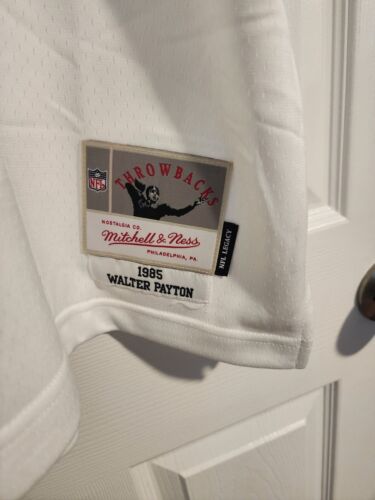 THROWBACKS
NFL
NOSTALGIA CO.
Mitchell & Ness
PHILADELPHIA, PA.
NFL LEGACY
1985
WALTER PAYTON